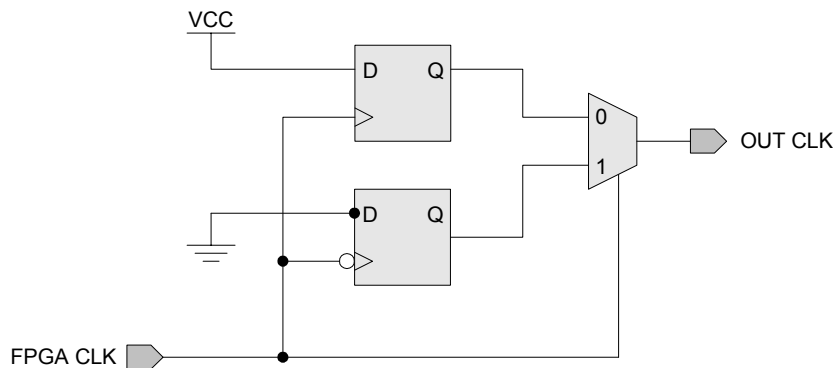 VCC
D Q
0
OUT CLK
1
D Q
FPGA CLK